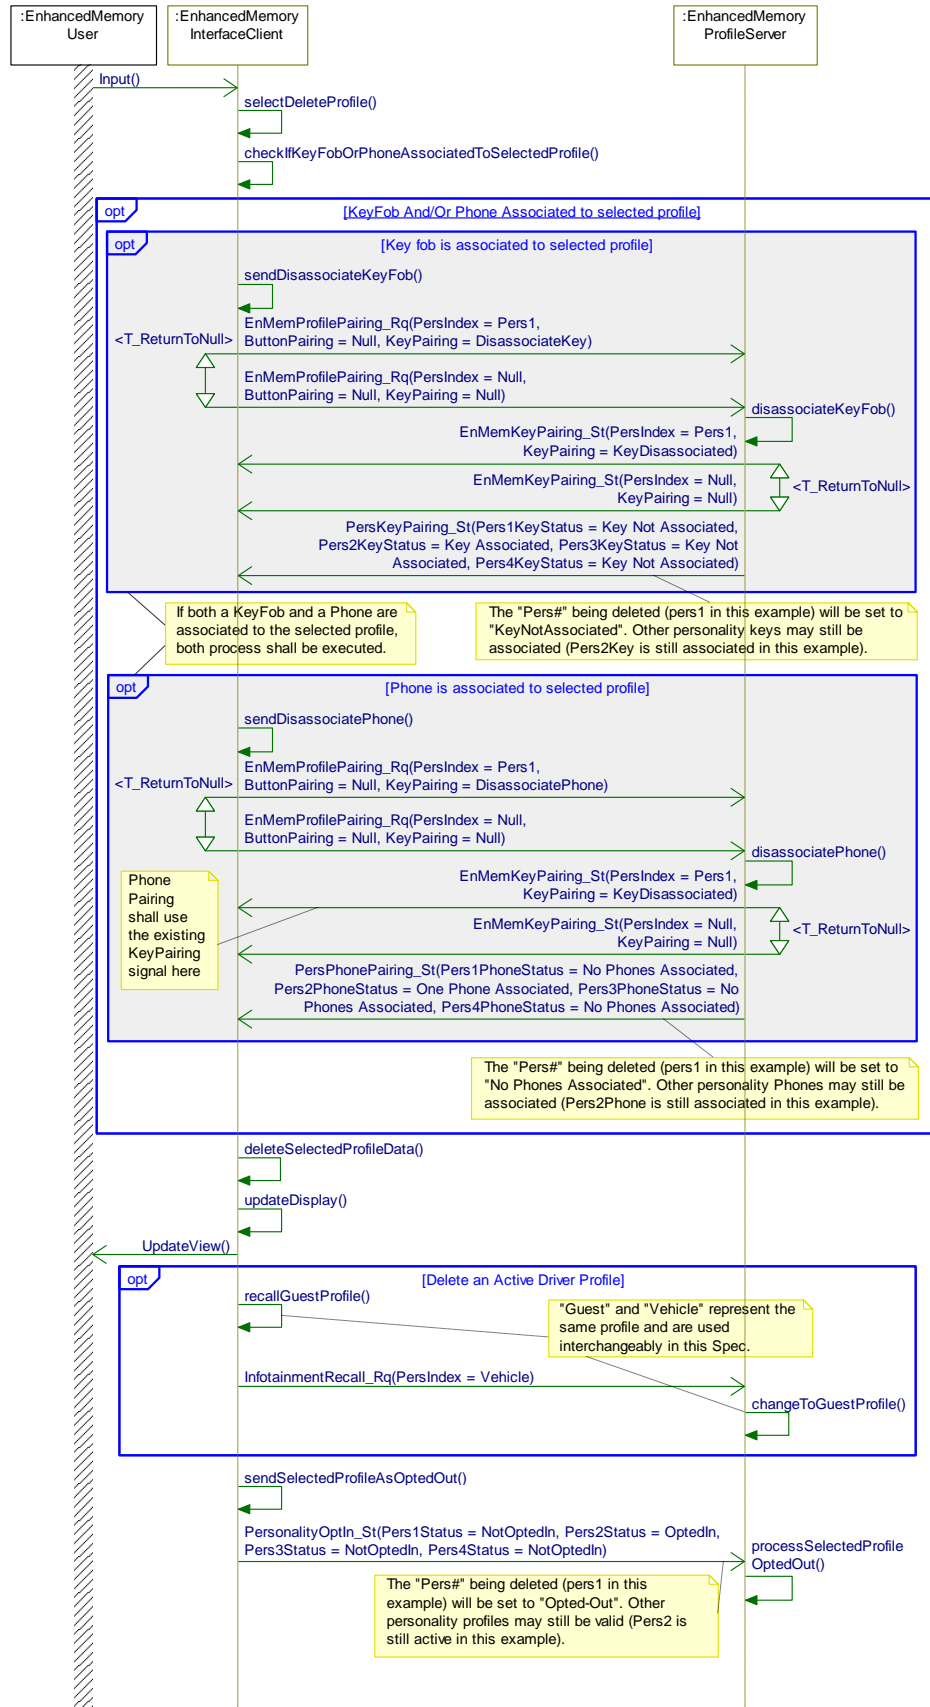 :EnhancedMemory
User
:EnhancedMemory
InterfaceClient
:EnhancedMemory
ProfileServer
Input()
selectDeleteProfile()
checkIfKeyFobOrPhoneAssociatedToSelectedProfile()
opt
[KeyFob And/Or Phone Associated to selected profile]
opt
[Key fob is associated to selected profile]
sendDisassociateKeyFob()
<T_ReturnToNull>
EnMemProfilePairing_Rq(PersIndex = Pers1,
ButtonPairing = Null, KeyPairing = DisassociateKey)
EnMemProfilePairing_Rq(PersIndex = Null,
ButtonPairing = Null, KeyPairing = Null)
disassociateKeyFob()
EnMemKeyPairing_St(PersIndex = Pers1,
KeyPairing = KeyDisassociated)
EnMemKeyPairing_St(PersIndex = Null,
KeyPairing = Null)
<T_ReturnToNull>
PersKeyPairing_St(Pers1KeyStatus = Key Not Associated,
Pers2KeyStatus = Key Associated, Pers3KeyStatus = Key Not
Associated, Pers4KeyStatus = Key Not Associated)
If both a KeyFob and a Phone are
associated to the selected profile,
both process shall be executed.
The "Pers#" being deleted (pers1 in this example) will be set to
"KeyNotAssociated". Other personality keys may still be
associated (Pers2Key is still associated in this example).
opt
[Phone is associated to selected profile]
sendDisassociatePhone()
<T_ReturnToNull>
EnMemProfilePairing_Rq(PersIndex = Pers1,
ButtonPairing = Null, KeyPairing = DisassociatePhone)
EnMemProfilePairing_Rq(PersIndex = Null,
ButtonPairing = Null, KeyPairing = Null)
disassociatePhone()
Phone
Pairing
shall use
the existing
KeyPairing
signal here
EnMemKeyPairing_St(PersIndex = Pers1,
KeyPairing = KeyDisassociated)
EnMemKeyPairing_St(PersIndex = Null,
KeyPairing = Null)
<T_ReturnToNull>
PersPhonePairing_St(Pers1PhoneStatus = No Phones Associated,
Pers2PhoneStatus = One Phone Associated, Pers3PhoneStatus = No
Phones Associated, Pers4PhoneStatus = No Phones Associated)
The "Pers#" being deleted (pers1 in this example) will be set to
"No Phones Associated". Other personality Phones may still be
associated (Pers2Phone is still associated in this example).
deleteSelectedProfileData()
updateDisplay()
UpdateView()
opt
[Delete an Active Driver Profile]
recallGuestProfile()
"Guest" and "Vehicle" represent the
same profile and are used
interchangeably in this Spec.
InfotainmentRecall_Rq(PersIndex = Vehicle)
changeToGuestProfile()
sendSelectedProfileAsOptedOut()
PersonalityOptIn_St(Pers1Status = NotOptedIn, Pers2Status = OptedIn,
Pers3Status = NotOptedIn, Pers4Status = NotOptedIn)
processSelectedProfile
OptedOut()
The "Pers#" being deleted (pers1 in this
example) will be set to "Opted-Out". Other
personality profiles may still be valid (Pers2 is
still active in this example).